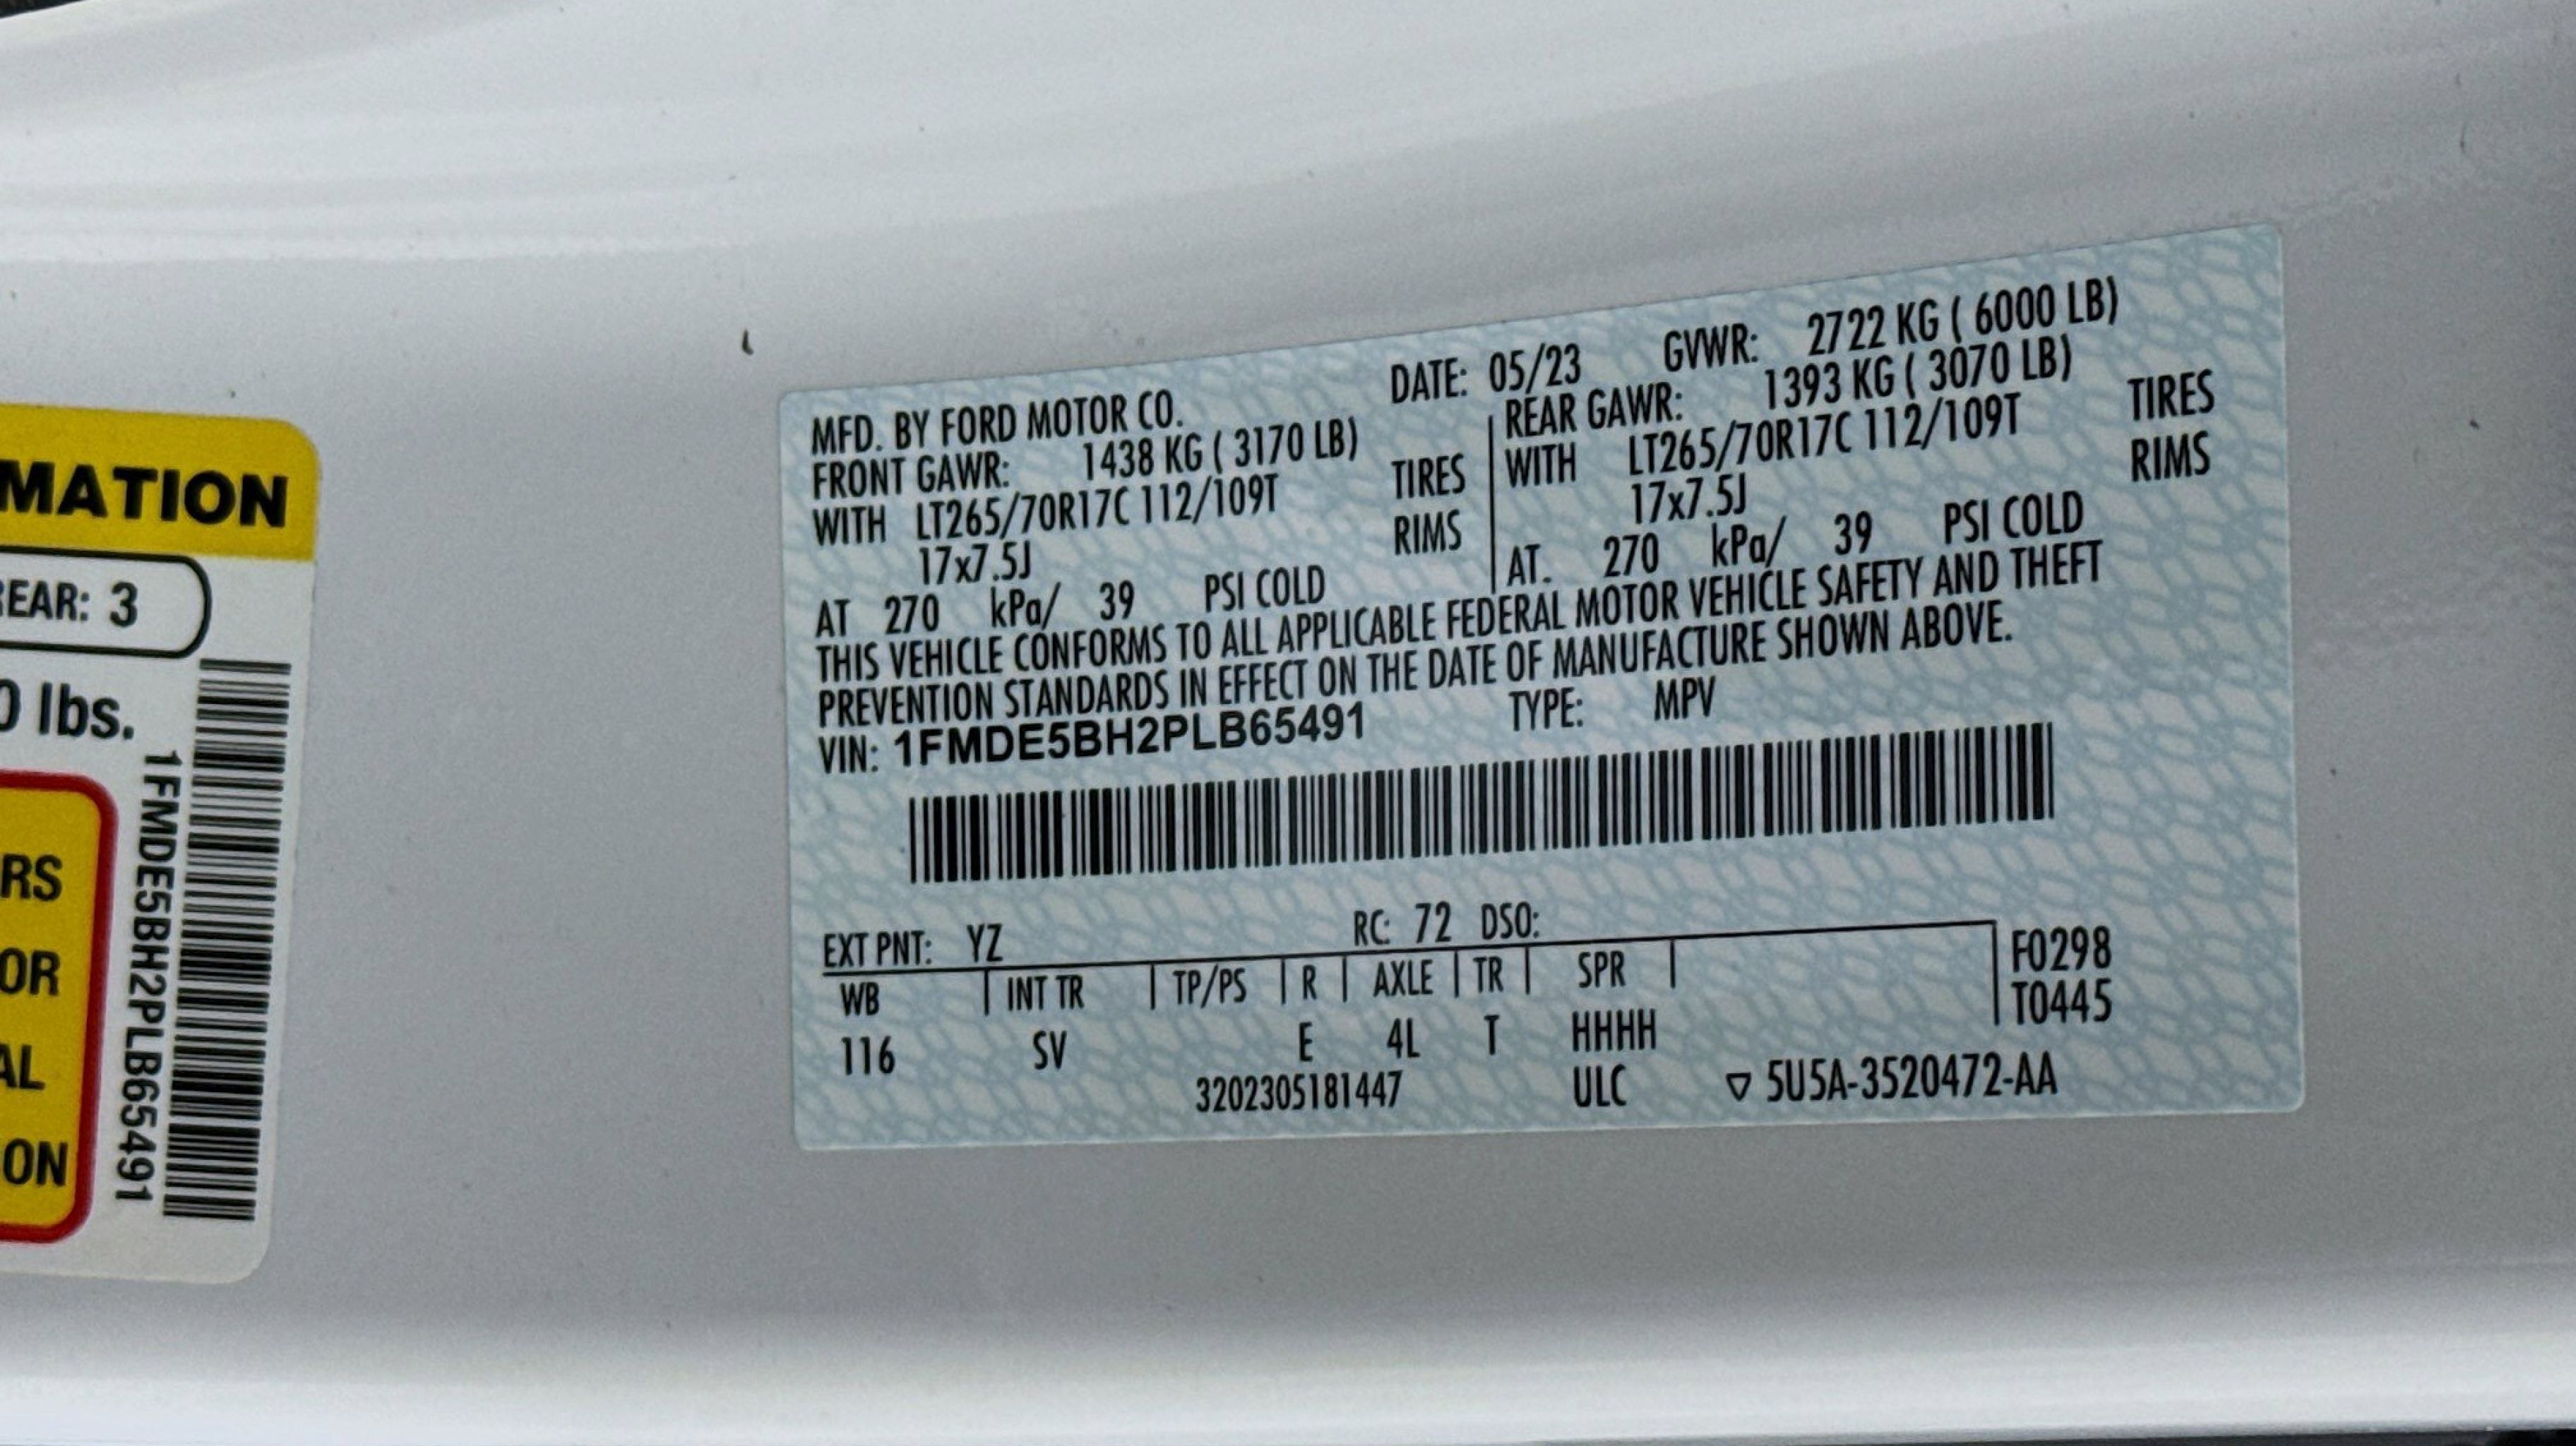 MATION
REAR: 3
0 lbs.
RS
OR
AL
ON
1FMDE5BH2PLB65491
MFD. BY FORD MOTOR CO. DATE: 05/23 GVWR: 2722 KG ( 6000 LB)
FRONT GAWR: 1438 KG ( 3170 LB) REAR GAWR: 1393 KG ( 3070 LB)
WITH LT265/70R17C 112/109T TIRES WITH LT265/70R17C 112/109T TIRES
17x7.5J RIMS 17x7.5J RIMS
AT 270 kPa/ 39 PSI COLD AT. 270 kPa/ 39 PSI COLD
THIS VEHICLE CONFORMS TO ALL APPLICABLE FEDERAL MOTOR VEHICLE SAFETY AND THEFT
PREVENTION STANDARDS IN EFFECT ON THE DATE OF MANUFACTURE SHOWN ABOVE.
VIN: 1FMDE5BH2PLB65491 TYPE: MPV
EXT PNT: YZ RC: 72 DSO:
WB INT TR TP/PS R AXLE TR SPR F0298
T0445
116 SV E 4L T HHHH
3202305181447 ULC ▽ 5U5A-3520472-AA